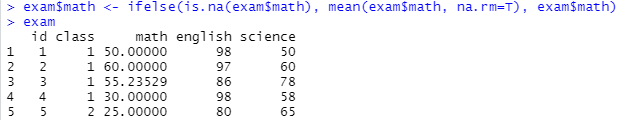 > exam$math <- ifelse(is.na(exam$math), mean(exam$math, na.rm=T), exam$math)
> exam
  id class     math english science
1  1     1 50.00000      98      50
2  2     1 60.00000      97      60
3  3     1 55.23529      86      78
4  4     1 30.00000      98      58
5  5     2 25.00000      80      65